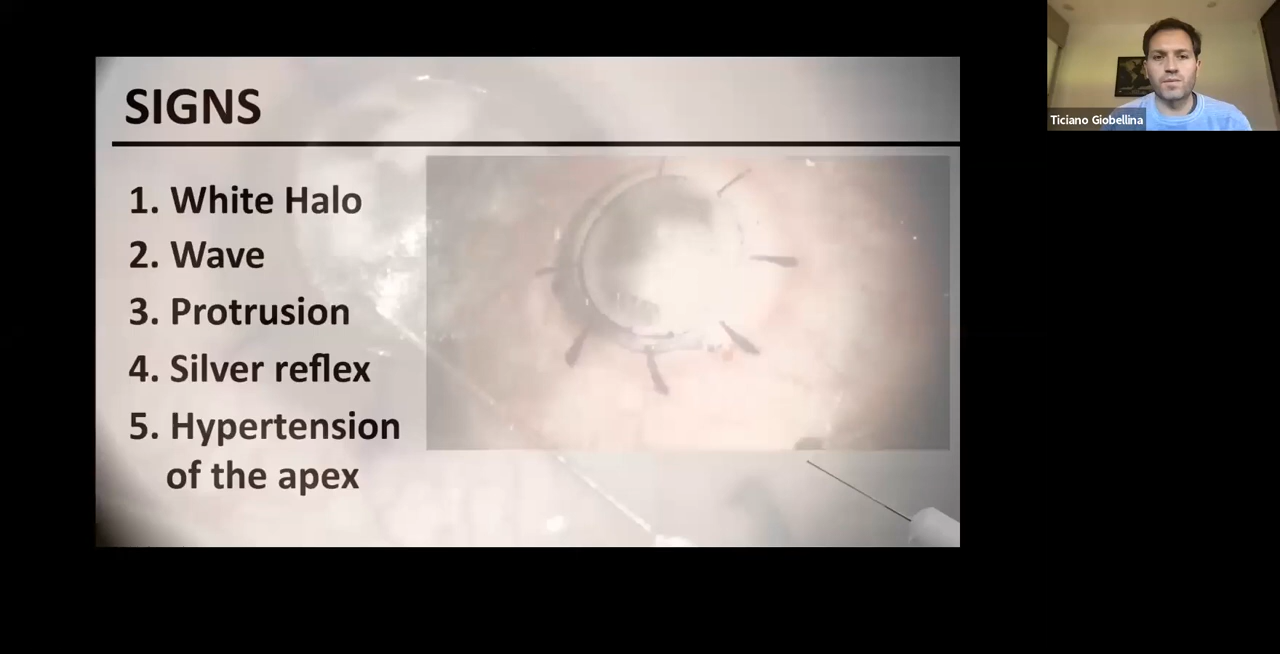 SIGNS
1. White Halo
2. Wave
3. Protrusion
4. Silver reflex
5. Hypertension
of the apex
Ticiano Giobellina